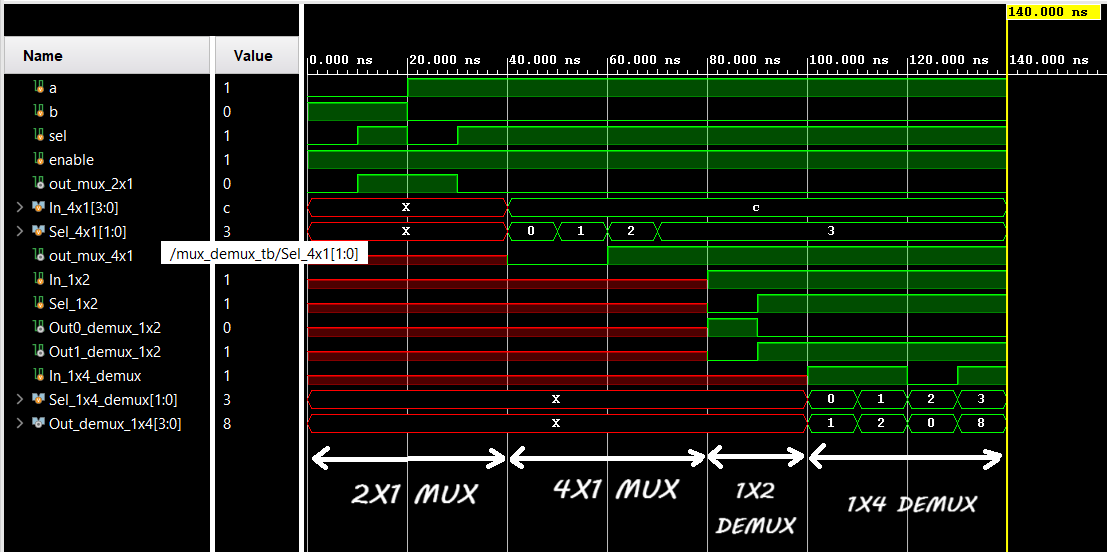 140.000 ns
Name Value
0.000 ns 20.000 ns 40.000 ns 60.000 ns 80.000 ns 100.000 ns 120.000 ns 140.000 ns
a 1
b 0
sel 1
enable 1
out_mux_2x1 0
In_4x1[3:0] c X c
Sel_4x1[1:0] 3 X 0 1 2 3
out_mux_4x1 /mux_demux_tb/Sel_4x1[1:0]
In_1x2 1
Sel_1x2 1
Out0_demux_1x2 0
Out1_demux_1x2 1
In_1x4_demux 1
Sel_1x4_demux[1:0] 3 X 0 1 2 3
Out_demux_1x4[3:0] 8 X 1 2 0 8
2X1 MUX 4X1 MUX 1X2 DEMUX 1X4 DEMUX